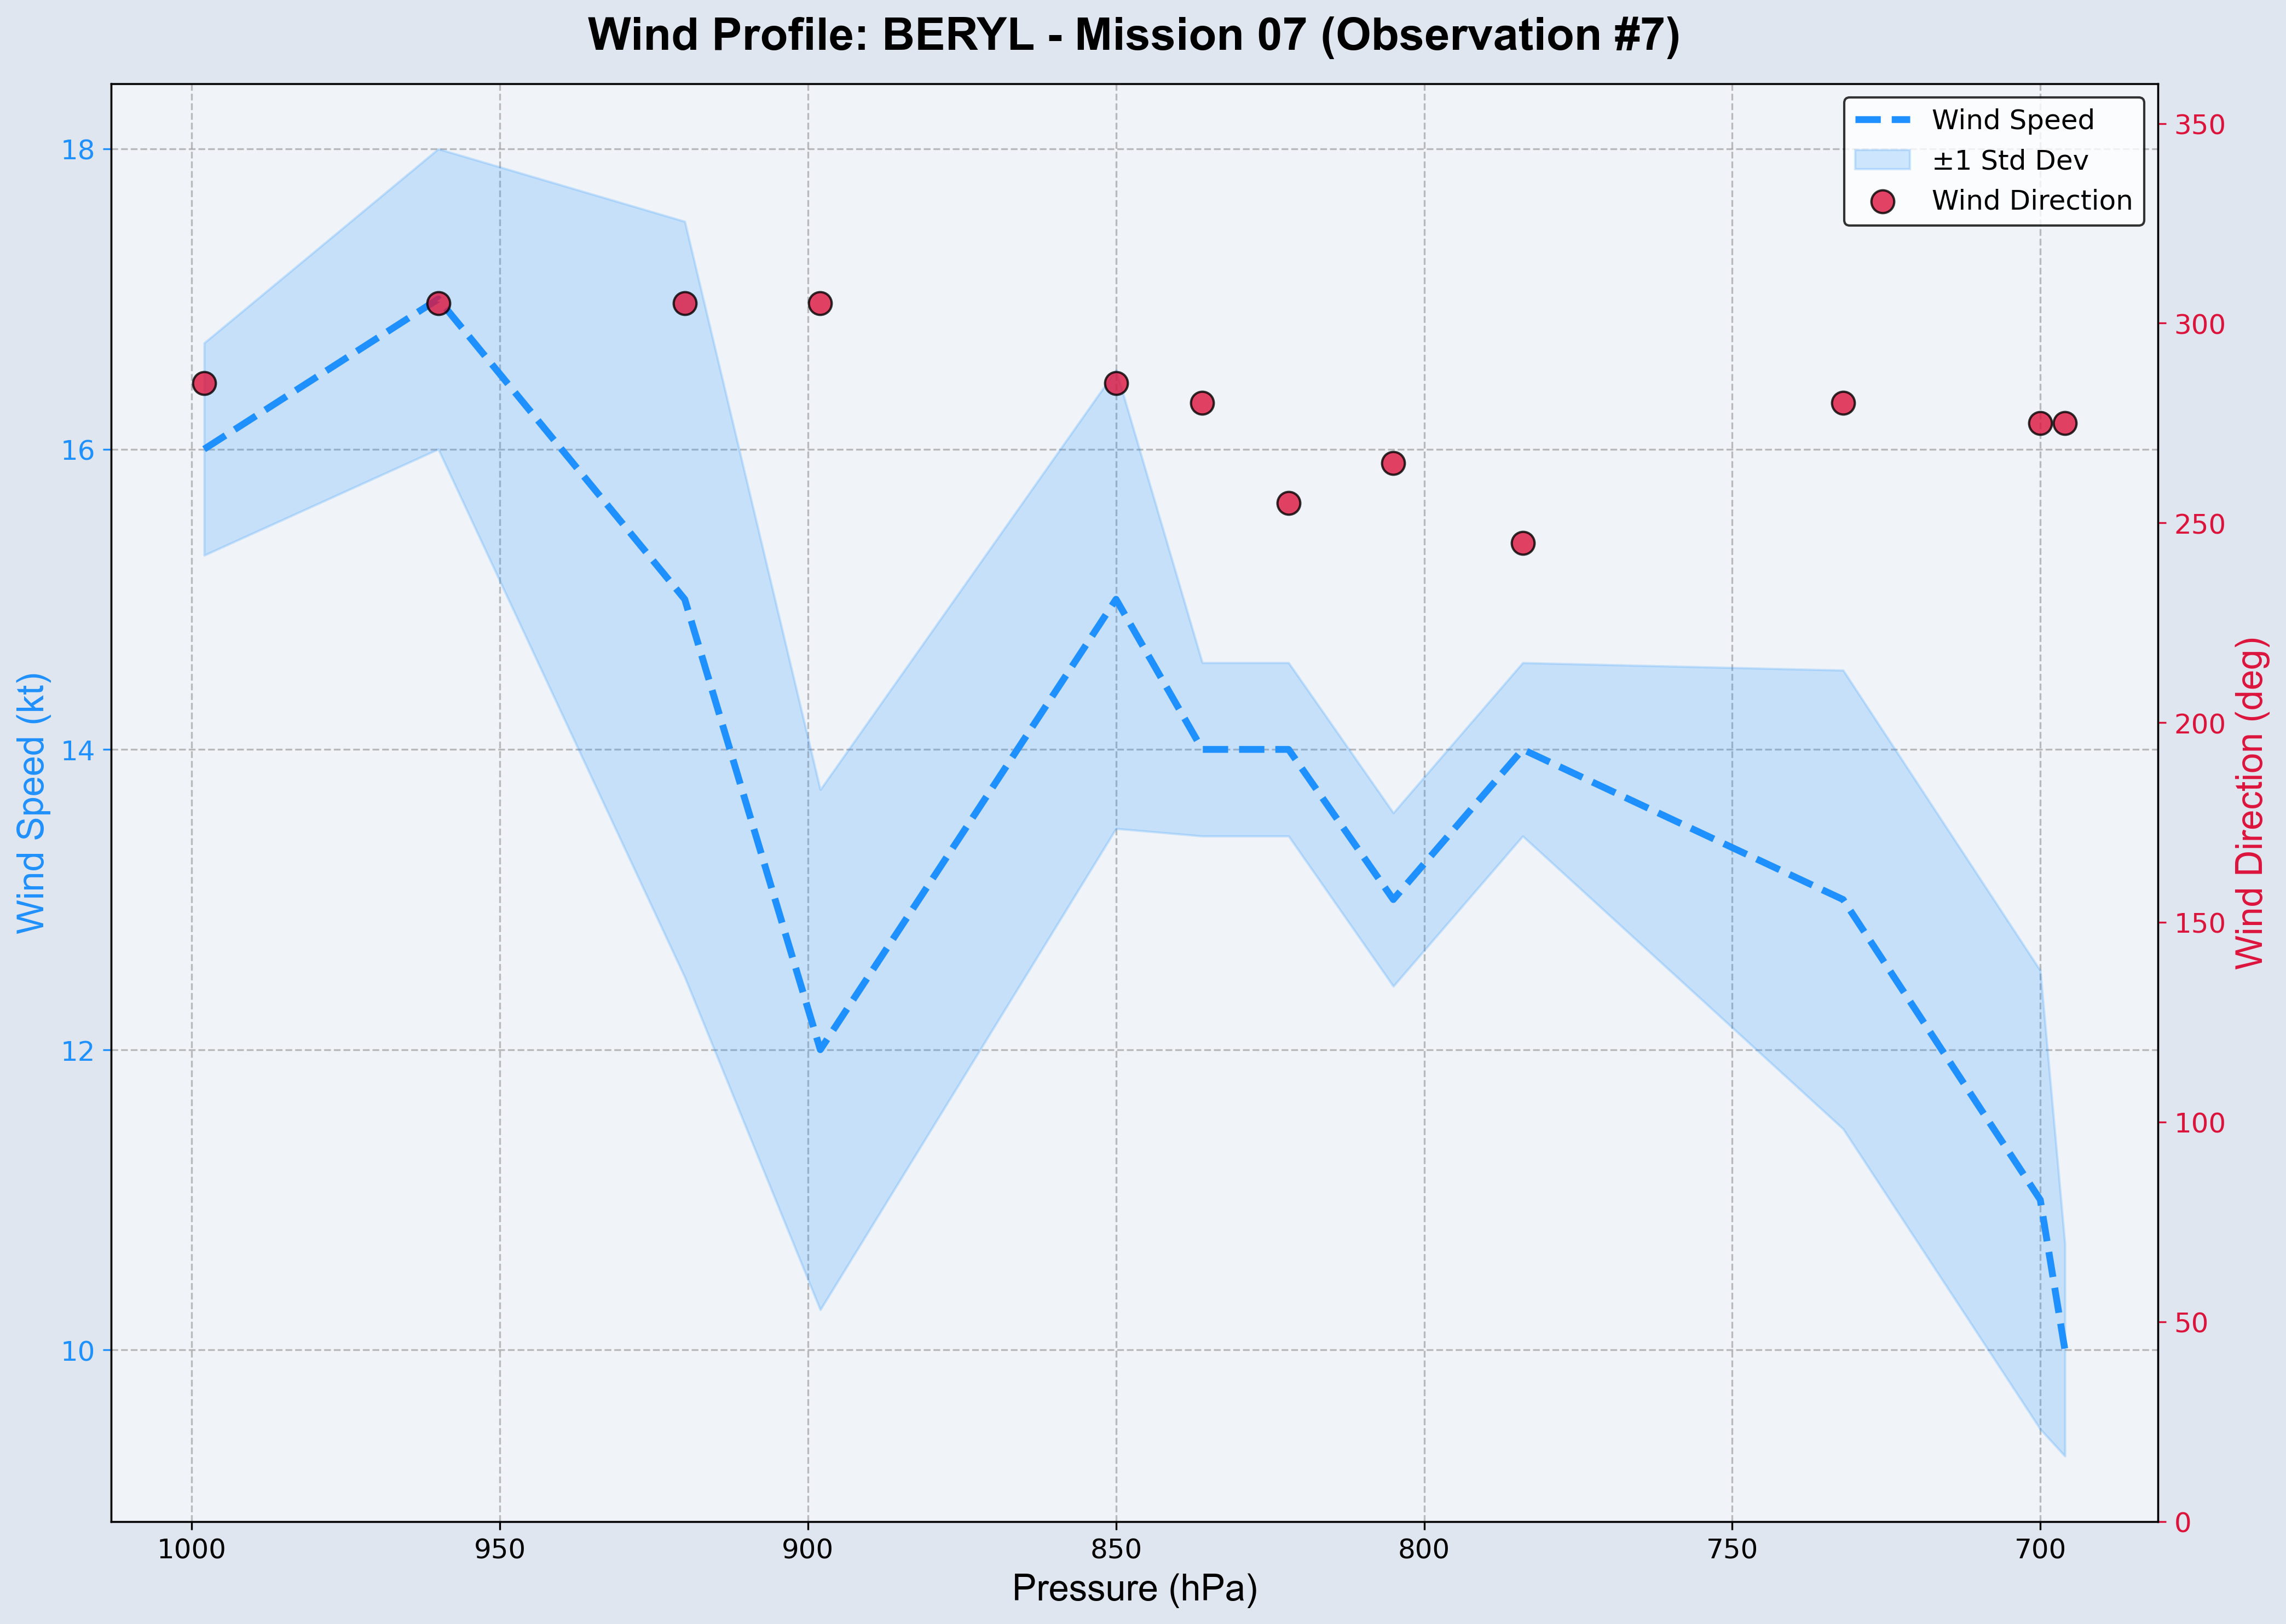 Wind Profile: BERYL - Mission 07 (Observation #7)
Wind Speed
±1 Std Dev
Wind Direction
Wind Speed (kt)
18
16
14
12
10
350
300
250
200
150
100
50
0
Wind Direction (deg)
1000
950
900
850
800
750
700
Pressure (hPa)